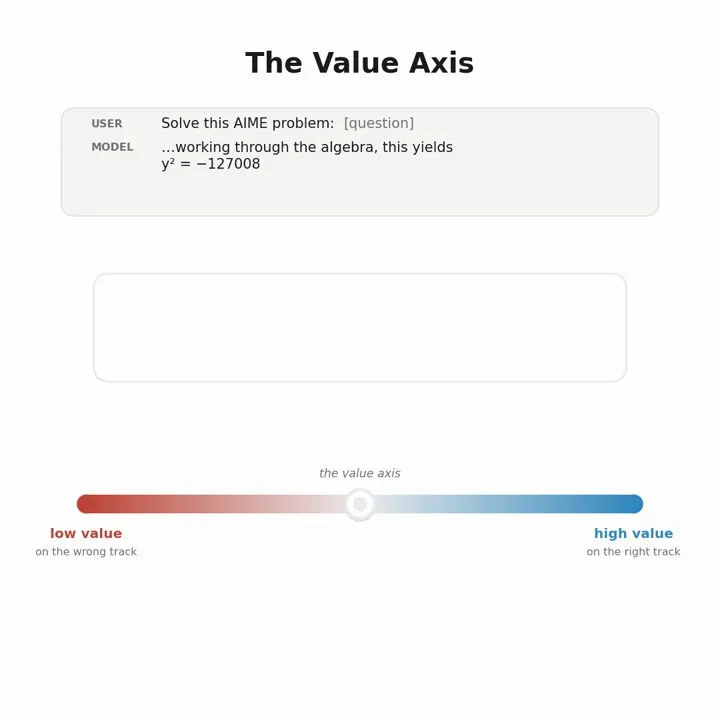 The Value Axis
USER Solve this AIME problem: [question]
MODEL …working through the algebra, this yields
y² = −127008
the value axis
low value
on the wrong track
high value
on the right track